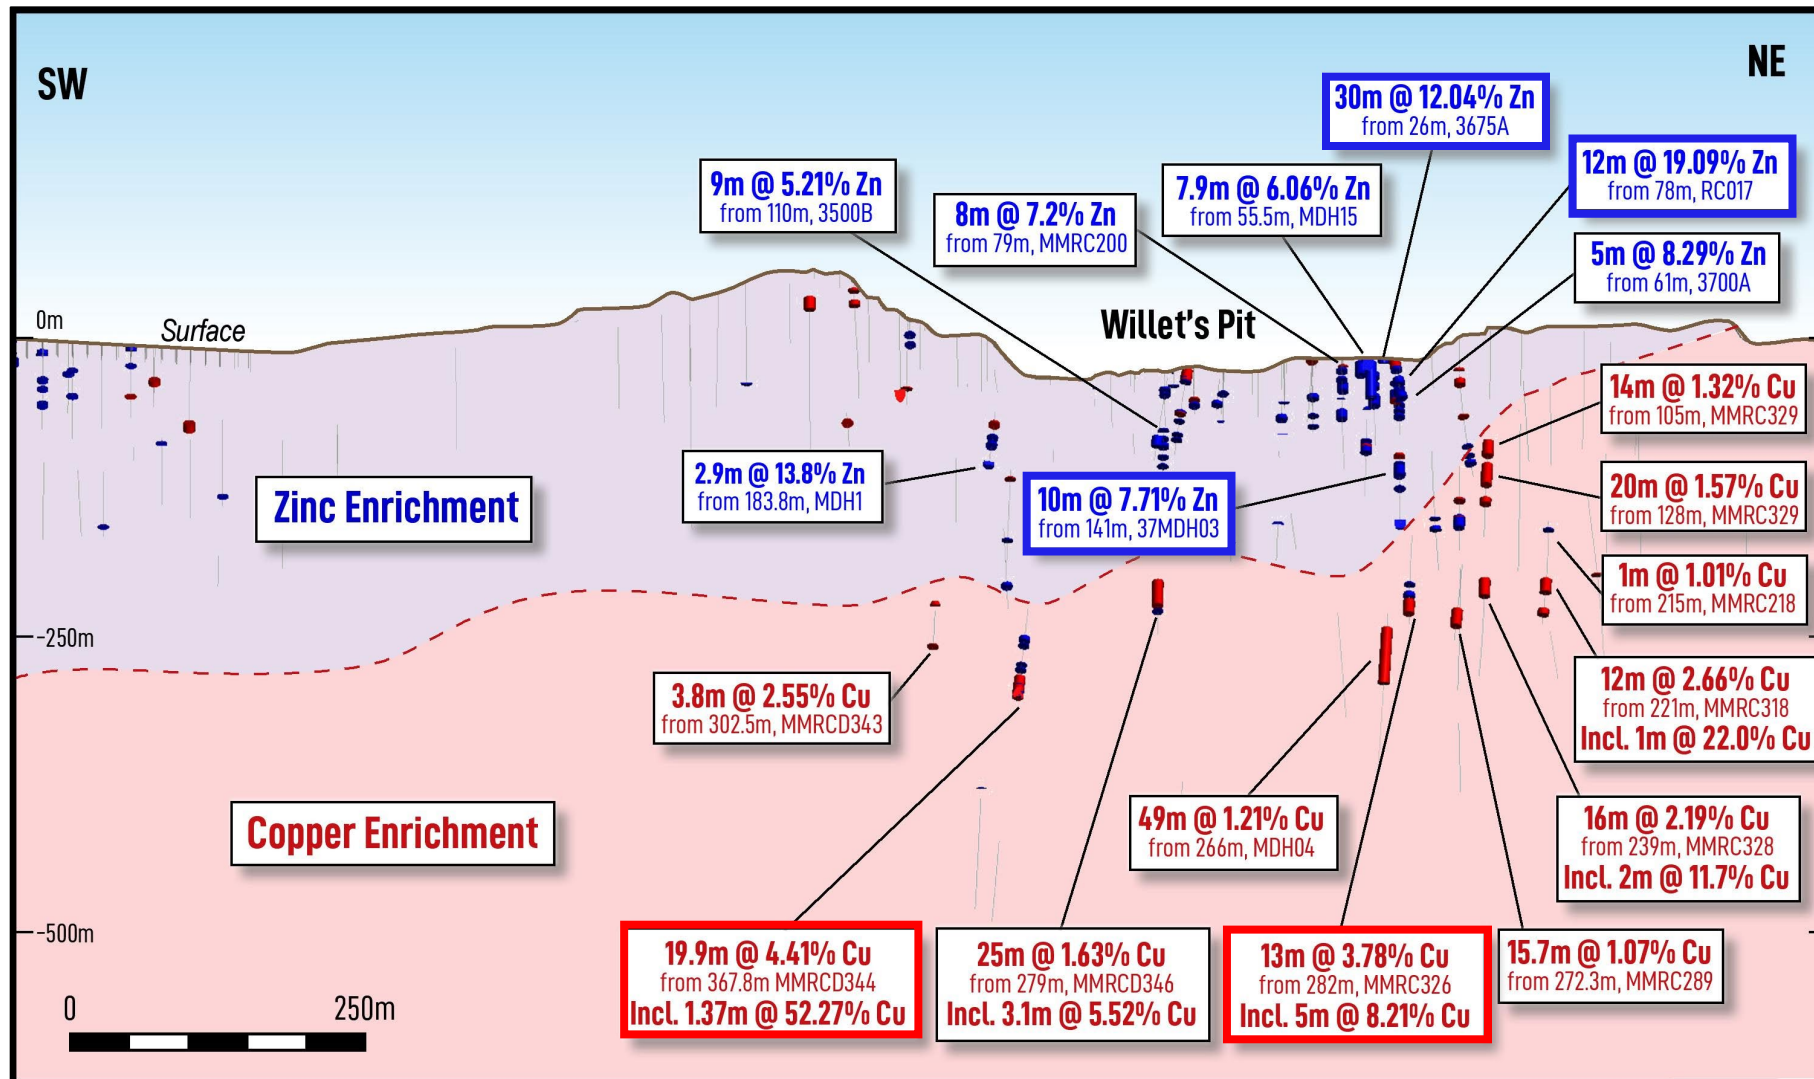 SW
NE
30m @ 12.04% Zn
from 26m, 3675A
9m @ 5.21% Zn
from 110m, 3500B
8m @ 7.2% Zn
from 79m, MMRC200
7.9m @ 6.06% Zn
from 55.5m, MDH15
12m @ 19.09% Zn
from 78m, RC017
5m @ 8.29% Zn
from 61m, 3700A
0m
Surface
Willet's Pit
14m @ 1.32% Cu
from 105m, MMRC329
Zinc Enrichment
2.9m @ 13.8% Zn
from 183.8m, MDH1
10m @ 7.71% Zn
from 141m, 37MDH03
20m @ 1.57% Cu
from 128m, MMRC329
1m @ 1.01% Cu
from 215m, MMRC218
-250m
3.8m @ 2.55% Cu
from 302.5m, MMRCD343
12m @ 2.66% Cu
from 221m, MMRC318
Incl. 1m @ 22.0% Cu
Copper Enrichment
49m @ 1.21% Cu
from 266m, MDH04
16m @ 2.19% Cu
from 239m, MMRC328
Incl. 2m @ 11.7% Cu
-500m
19.9m @ 4.41% Cu
from 367.8m MMRCD344
Incl. 1.37m @ 52.27% Cu
25m @ 1.63% Cu
from 279m, MMRCD346
Incl. 3.1m @ 5.52% Cu
13m @ 3.78% Cu
from 282m, MMRC326
Incl. 5m @ 8.21% Cu
15.7m @ 1.07% Cu
from 272.3m, MMRC289
0
250m